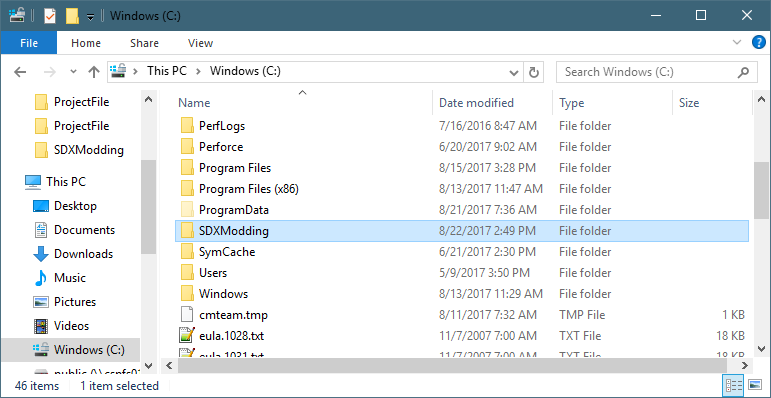 Windows (C:)
File Home Share View
This PC Windows (C:) Search Windows (C:)
ProjectFile
ProjectFile
SDXModding
This PC
Desktop
Documents
Downloads
Music
Pictures
Videos
Windows (C:)
Name Date modified Type Size
PerfLogs 7/16/2016 8:47 AM File folder
Perforce 6/20/2017 9:02 AM File folder
Program Files 8/15/2017 3:28 PM File folder
Program Files (x86) 8/13/2017 11:47 AM File folder
ProgramData 8/21/2017 7:36 AM File folder
SDXModding 8/22/2017 2:49 PM File folder
SymCache 6/21/2017 2:30 PM File folder
Users 5/9/2017 3:50 PM File folder
Windows 8/13/2017 11:29 AM File folder
cmteam.tmp 8/11/2017 7:32 AM TMP File 1 KB
eula.1028.txt 11/7/2007 7:00 AM TXT File 18 KB
eula.1031.txt 11/7/2007 7:00 AM TXT File 18 KB
46 items 1 item selected